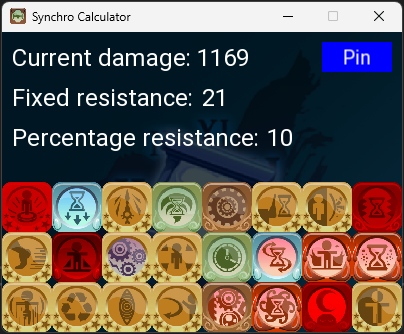 Synchro Calculator
Current damage: 1169
Pin
Fixed resistance: 21
Percentage resistance: 10